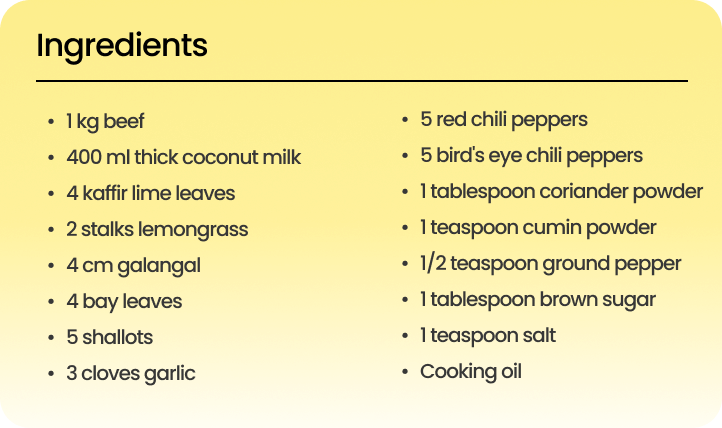 Ingredients
• 1 kg beef
• 400 ml thick coconut milk
• 4 kaffir lime leaves
• 2 stalks lemongrass
• 4 cm galangal
• 4 bay leaves
• 5 shallots
• 3 cloves garlic
• 5 red chili peppers
• 5 bird's eye chili peppers
• 1 tablespoon coriander powder
• 1 teaspoon cumin powder
• 1/2 teaspoon ground pepper
• 1 tablespoon brown sugar
• 1 teaspoon salt
• Cooking oil